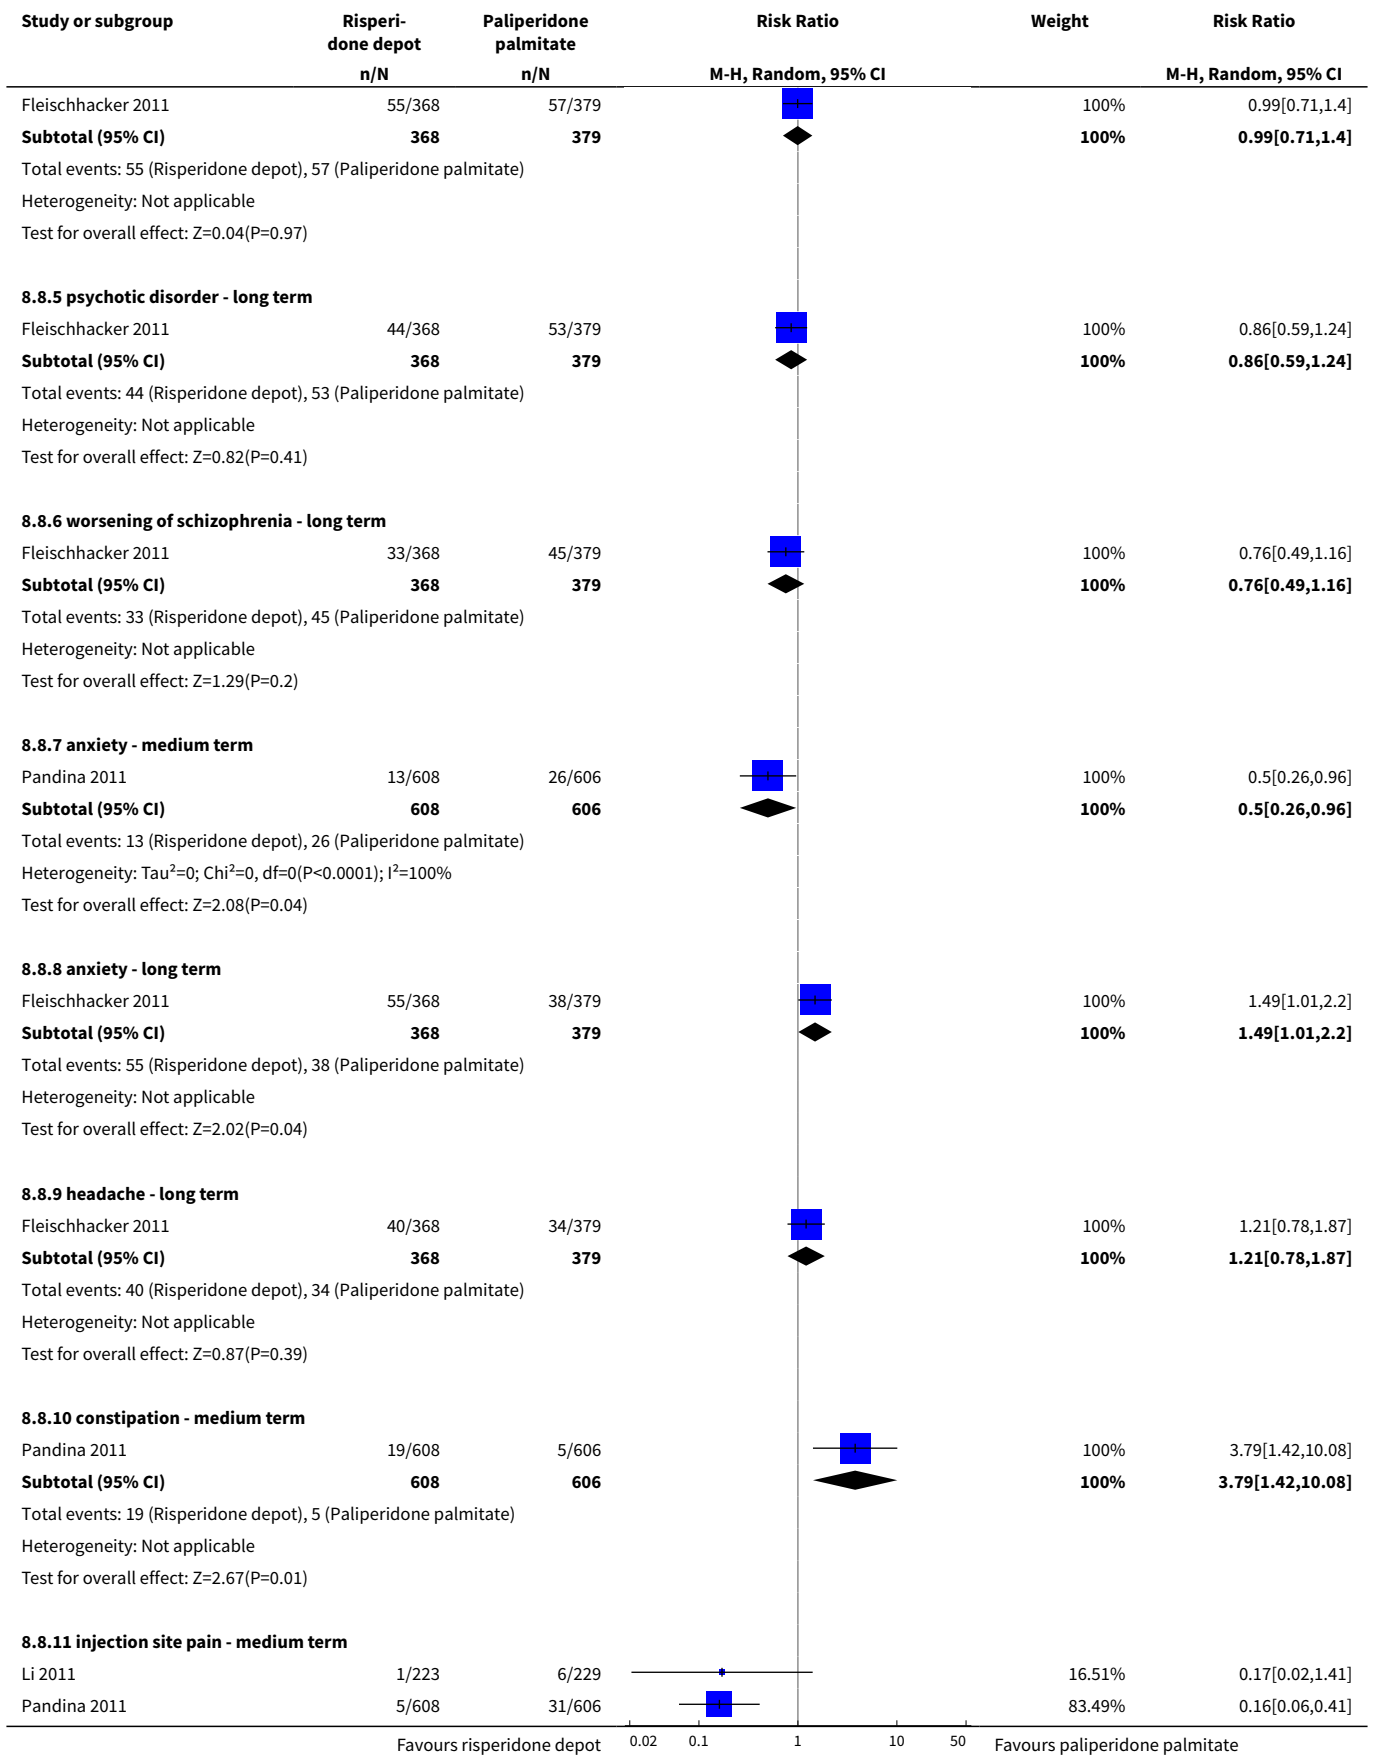 Study or subgroup Risperi- Paliperidone Risk Ratio Weight Risk Ratio
done depot palmitate
n/N n/N M-H, Random, 95% CI M-H, Random, 95% CI
Fleischhacker 2011 55/368 57/379 100% 0.99[0.71,1.4]
Subtotal (95% CI) 368 379 100% 0.99[0.71,1.4]
Total events: 55 (Risperidone depot), 57 (Paliperidone palmitate)
Heterogeneity: Not applicable
Test for overall effect: Z=0.04(P=0.97)
8.8.5 psychotic disorder - long term
Fleischhacker 2011 44/368 53/379 100% 0.86[0.59,1.24]
Subtotal (95% CI) 368 379 100% 0.86[0.59,1.24]
Total events: 44 (Risperidone depot), 53 (Paliperidone palmitate)
Heterogeneity: Not applicable
Test for overall effect: Z=0.82(P=0.41)
8.8.6 worsening of schizophrenia - long term
Fleischhacker 2011 33/368 45/379 100% 0.76[0.49,1.16]
Subtotal (95% CI) 368 379 100% 0.76[0.49,1.16]
Total events: 33 (Risperidone depot), 45 (Paliperidone palmitate)
Heterogeneity: Not applicable
Test for overall effect: Z=1.29(P=0.2)
8.8.7 anxiety - medium term
Pandina 2011 13/608 26/606 100% 0.5[0.26,0.96]
Subtotal (95% CI) 608 606 100% 0.5[0.26,0.96]
Total events: 13 (Risperidone depot), 26 (Paliperidone palmitate)
Heterogeneity: Tau²=0; Chi²=0, df=0(P<0.0001); I²=100%
Test for overall effect: Z=2.08(P=0.04)
8.8.8 anxiety - long term
Fleischhacker 2011 55/368 38/379 100% 1.49[1.01,2.2]
Subtotal (95% CI) 368 379 100% 1.49[1.01,2.2]
Total events: 55 (Risperidone depot), 38 (Paliperidone palmitate)
Heterogeneity: Not applicable
Test for overall effect: Z=2.02(P=0.04)
8.8.9 headache - long term
Fleischhacker 2011 40/368 34/379 100% 1.21[0.78,1.87]
Subtotal (95% CI) 368 379 100% 1.21[0.78,1.87]
Total events: 40 (Risperidone depot), 34 (Paliperidone palmitate)
Heterogeneity: Not applicable
Test for overall effect: Z=0.87(P=0.39)
8.8.10 constipation - medium term
Pandina 2011 19/608 5/606 100% 3.79[1.42,10.08]
Subtotal (95% CI) 608 606 100% 3.79[1.42,10.08]
Total events: 19 (Risperidone depot), 5 (Paliperidone palmitate)
Heterogeneity: Not applicable
Test for overall effect: Z=2.67(P=0.01)
8.8.11 injection site pain - medium term
Li 2011 1/223 6/229 16.51% 0.17[0.02,1.41]
Pandina 2011 5/608 31/606 83.49% 0.16[0.06,0.41]
Favours risperidone depot 0.02 0.1 1 10 50 Favours paliperidone palmitate